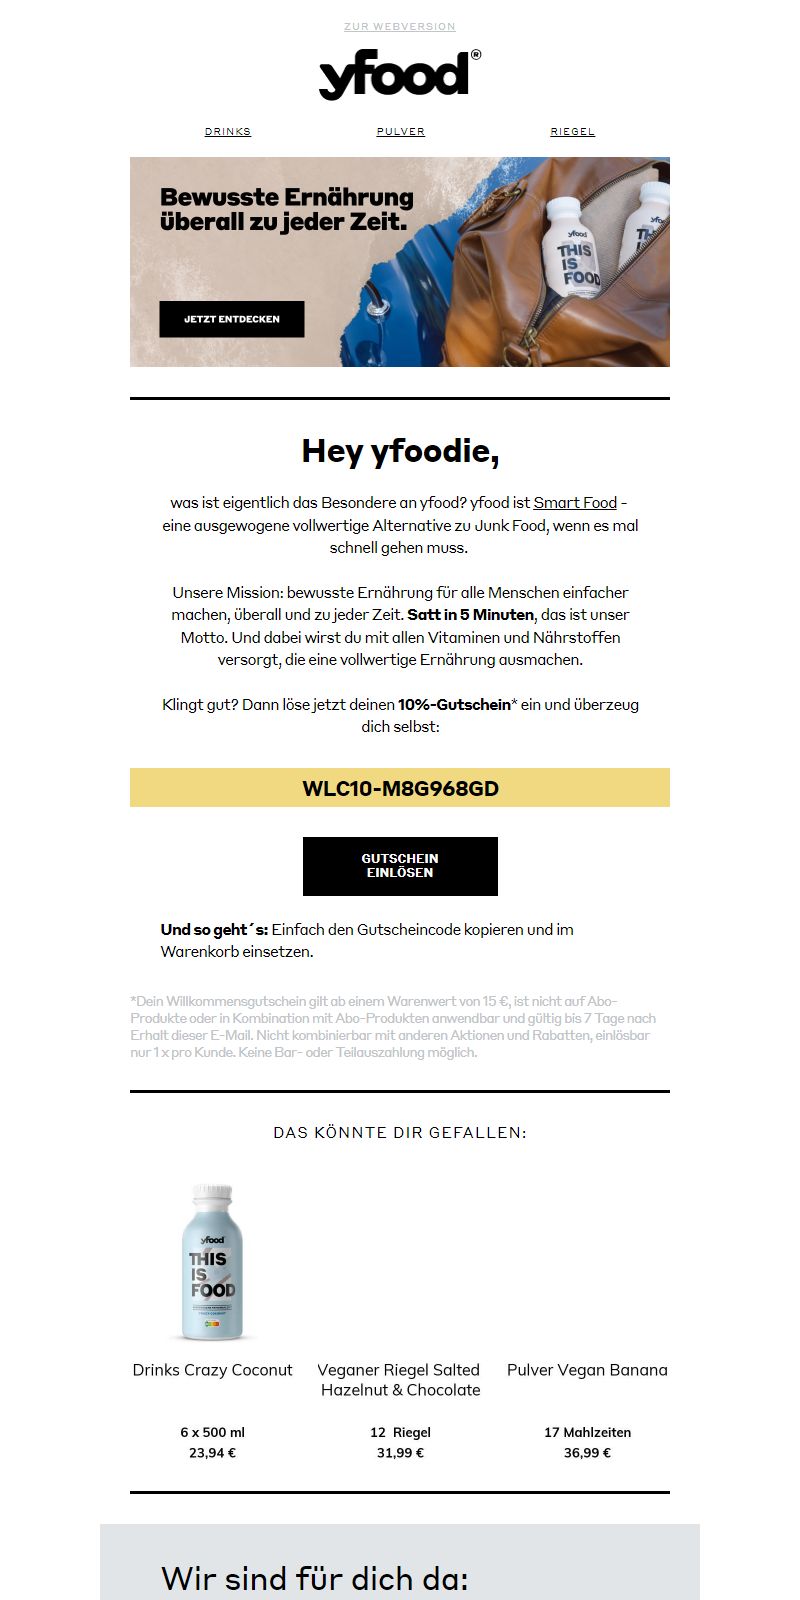 ZUR WEBVERSION
yfood®
DRINKS PULVER RIEGEL
Bewusste Ernährung
überall zu jeder Zeit.
yfood
THIS
IS
FOOD
JETZT ENTDECKEN
Hey yfoodie,
was ist eigentlich das Besondere an yfood? yfood ist Smart Food -
eine ausgewogene vollwertige Alternative zu Junk Food, wenn es mal
schnell gehen muss.
Unsere Mission: bewusste Ernährung für alle Menschen einfacher
machen, überall und zu jeder Zeit. Satt in 5 Minuten, das ist unser
Motto. Und dabei wirst du mit allen Vitaminen und Nährstoffen
versorgt, die eine vollwertige Ernährung ausmachen.
Klingt gut? Dann löse jetzt deinen 10%-Gutschein* ein und überzeug
dich selbst:
WLC10-M8G968GD
GUTSCHEIN
EINLÖSEN
Und so geht´s: Einfach den Gutscheincode kopieren und im
Warenkorb einsetzen.
*Dein Willkommensgutschein gilt ab einem Warenwert von 15 €, ist nicht auf Abo-
Produkte oder in Kombination mit Abo-Produkten anwendbar und gültig bis 7 Tage nach
Erhalt dieser E-Mail. Nicht kombinierbar mit anderen Aktionen und Rabatten, einlösbar
nur 1 x pro Kunde. Keine Bar- oder Teilauszahlung möglich.
DAS KÖNNTE DIR GEFALLEN:
yfood
THIS
IS
FOOD
Drinks Crazy Coconut Veganer Riegel Salted Pulver Vegan Banana
Hazelnut & Chocolate
6 x 500 ml 12 Riegel 17 Mahlzeiten
23,94 € 31,99 € 36,99 €
Wir sind für dich da: